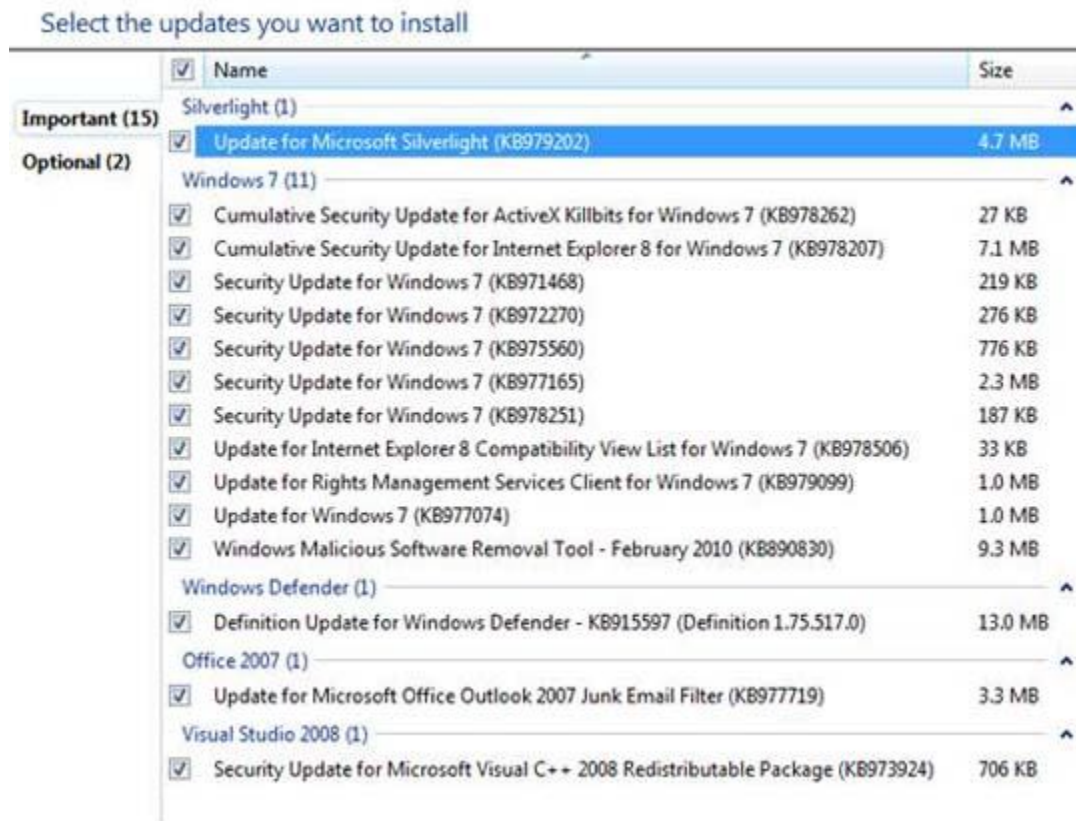 Select the updates you want to install
Name Size
Important (15)
Optional (2)
Silverlight (1)
Update for Microsoft Silverlight (KB979202) 4.7 MB
Windows 7 (11)
Cumulative Security Update for ActiveX Killbits for Windows 7 (KB978262) 27 KB
Cumulative Security Update for Internet Explorer 8 for Windows 7 (KB978207) 7.1 MB
Security Update for Windows 7 (KB971468) 219 KB
Security Update for Windows 7 (KB972270) 276 KB
Security Update for Windows 7 (KB975560) 776 KB
Security Update for Windows 7 (KB977165) 2.3 MB
Security Update for Windows 7 (KB978251) 187 KB
Update for Internet Explorer 8 Compatibility View List for Windows 7 (KB978506) 33 KB
Update for Rights Management Services Client for Windows 7 (KB979099) 1.0 MB
Update for Windows 7 (KB977074) 1.0 MB
Windows Malicious Software Removal Tool - February 2010 (KB890830) 9.3 MB
Windows Defender (1)
Definition Update for Windows Defender - KB915597 (Definition 1.75.517.0) 13.0 MB
Office 2007 (1)
Update for Microsoft Office Outlook 2007 Junk Email Filter (KB977719) 3.3 MB
Visual Studio 2008 (1)
Security Update for Microsoft Visual C++ 2008 Redistributable Package (KB973924) 706 KB